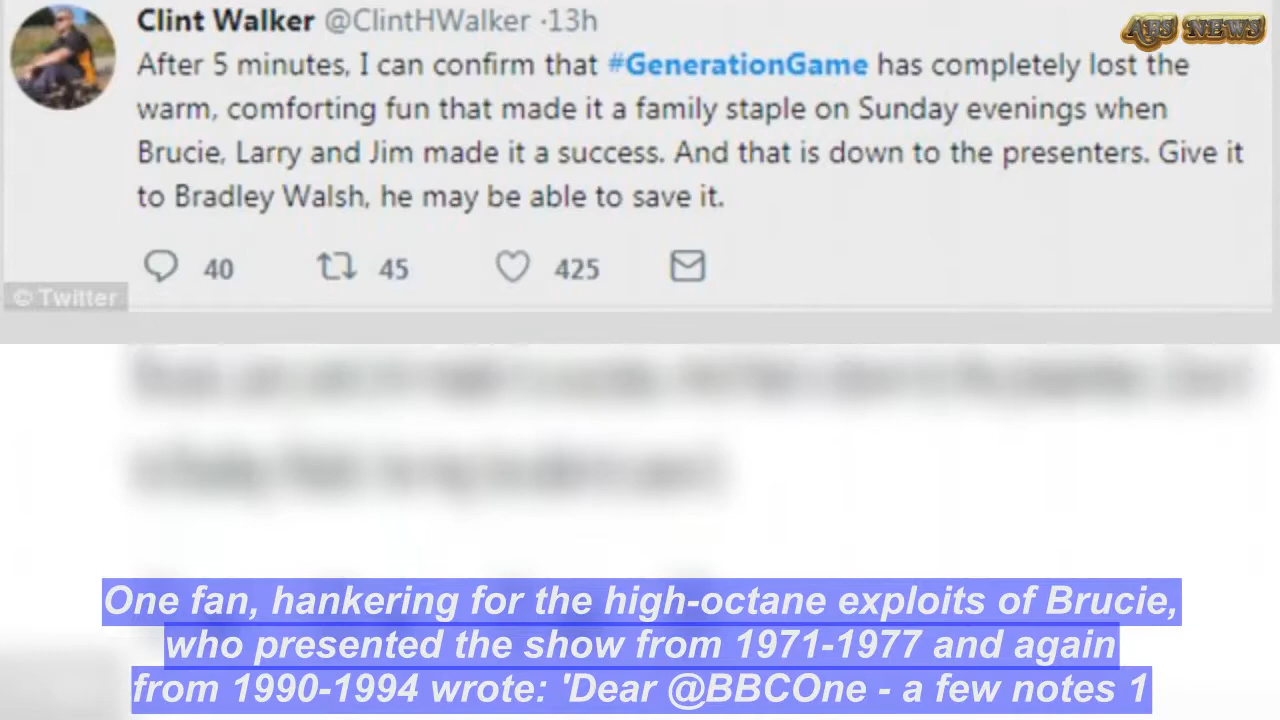 Clint Walker @ClintHWalker ·13h
ARS NEWS
After 5 minutes, I can confirm that #GenerationGame has completely lost the
warm, comforting fun that made it a family staple on Sunday evenings when
Brucie, Larry and Jim made it a success. And that is down to the presenters. Give it
to Bradley Walsh, he may be able to save it.
40 45 425
© Twitter
One fan, hankering for the high-octane exploits of Brucie,
who presented the show from 1971-1977 and again
from 1990-1994 wrote: 'Dear @BBCOne - a few notes 1